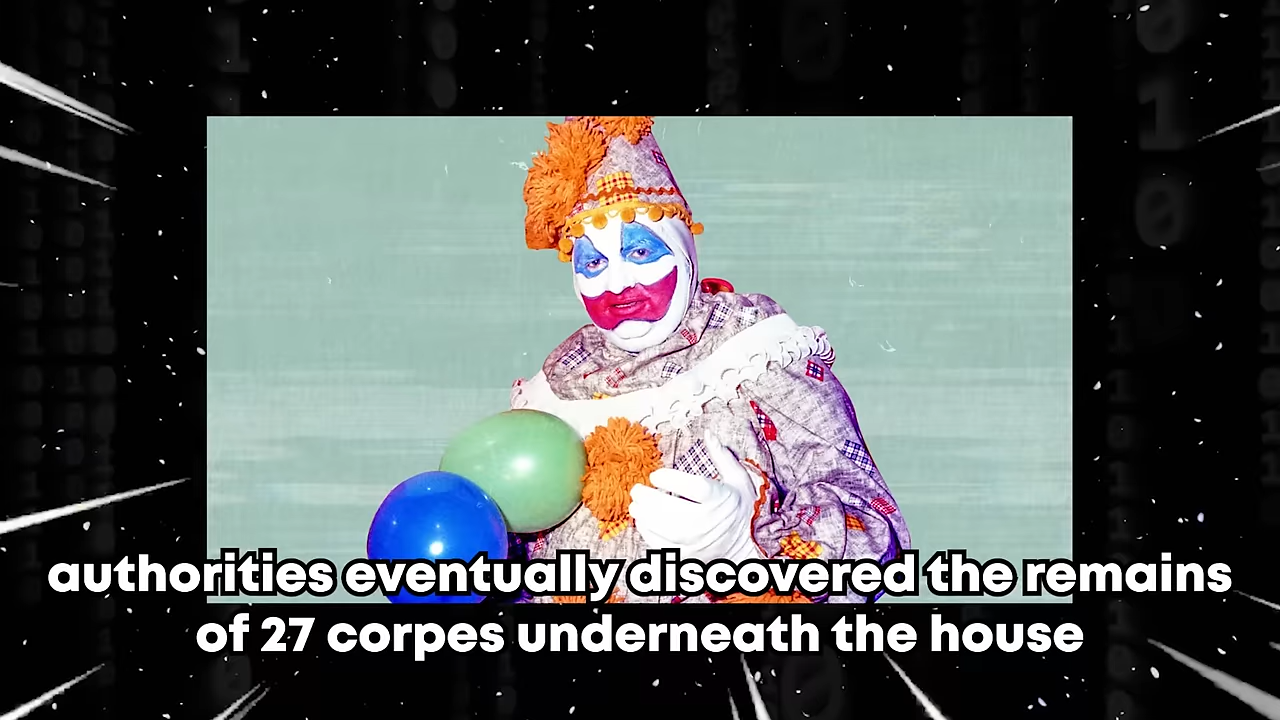 authorities eventually discovered the remains
of 27 corpes underneath the house